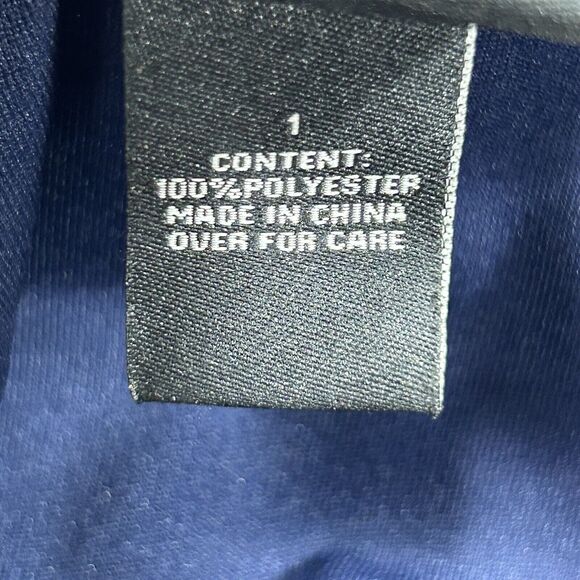 1
CONTENT:
100%POLYESTER
MADE IN CHINA
OVER FOR CARE